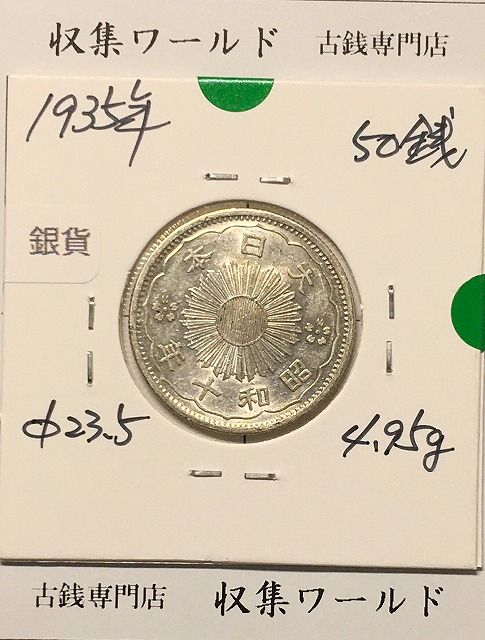 収集ワールド 古銭専門店
1935年 50銭
銀貨
大日本
昭和十年
φ23.5 4.95g
古銭専門店 収集ワールド